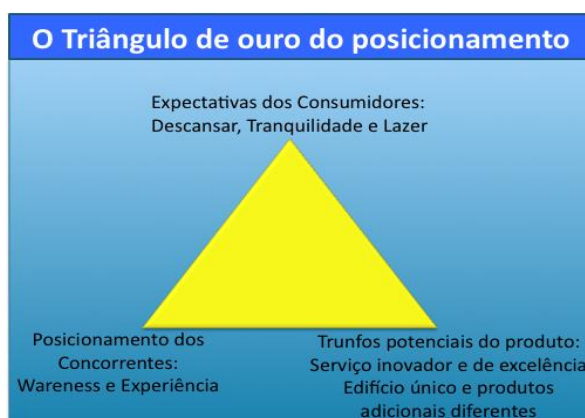 O Triângulo de ouro do posicionamento
Expectativas dos Consumidores:
Descansar, Tranquilidade e Lazer
Posicionamento dos
Concorrentes:
Wareness e Experiência
Trunfos potenciais do produto:
Serviço inovador e de excelência
Edifício único e produtos
adicionais diferentes